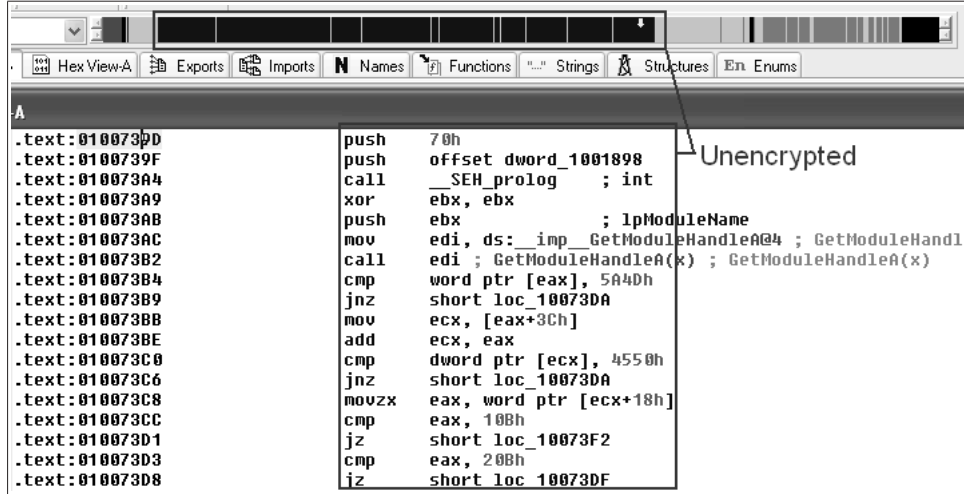 Hex View-A Exports Imports N Names Functions "..." Strings Structures En Enums
-A
.text:0100739D push 70h
.text:0100739F push offset dword_1001898
.text:010073A4 call __SEH_prolog ; int
.text:010073A9 xor ebx, ebx
.text:010073AB push ebx ; lpModuleName
.text:010073AC mov edi, ds:__imp__GetModuleHandleA@4 ; GetModuleHandl
.text:010073B2 call edi ; GetModuleHandleA(x) ; GetModuleHandleA(x)
.text:010073B4 cmp word ptr [eax], 5A4Dh
.text:010073B9 jnz short loc_10073DA
.text:010073BB mov ecx, [eax+3Ch]
.text:010073BE add ecx, eax
.text:010073C0 cmp dword ptr [ecx], 4550h
.text:010073C6 jnz short loc_10073DA
.text:010073C8 movzx eax, word ptr [ecx+18h]
.text:010073CC cmp eax, 10Bh
.text:010073D1 jz short loc_10073F2
.text:010073D3 cmp eax, 20Bh
.text:010073D8 jz short loc_10073DF
Unencrypted